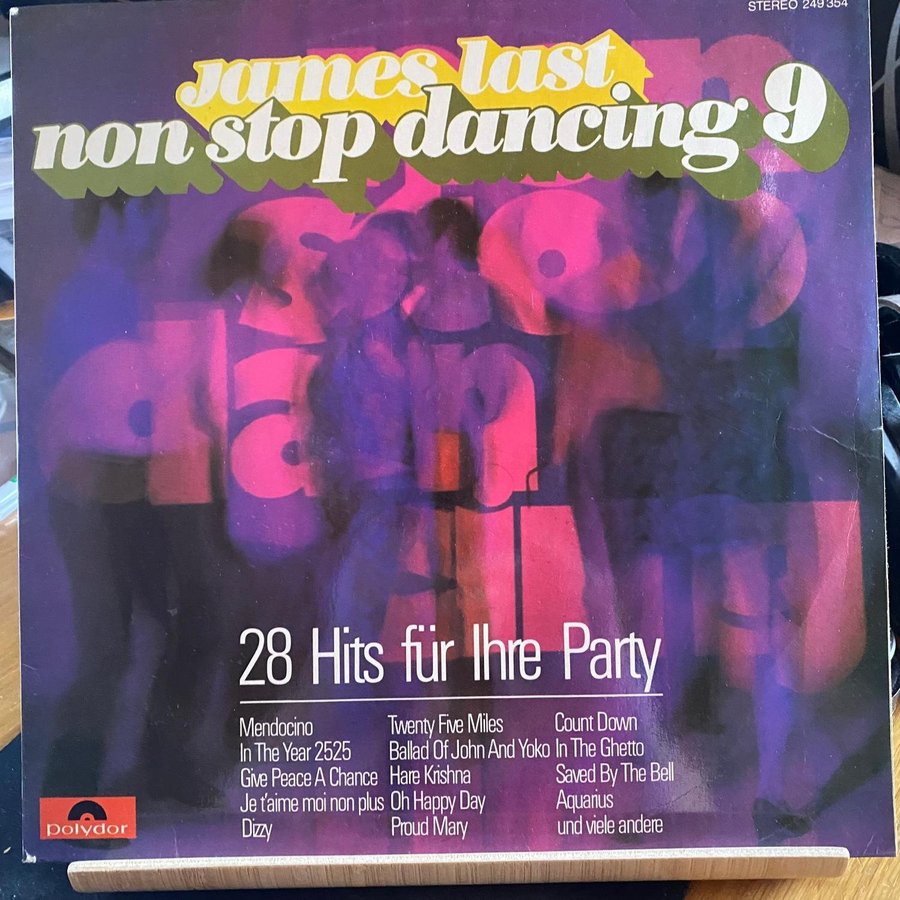 STEREO 249 354
James last
non stop dancing 9
28 Hits für Ihre Party
Mendocino
In The Year 2525
Give Peace A Chance
Je t'aime moi non plus
Dizzy
Twenty Five Miles
Ballad Of John And Yoko
Hare Krishna
Oh Happy Day
Proud Mary
Count Down
In The Ghetto
Saved By The Bell
Aquarius
und viele andere
polydor